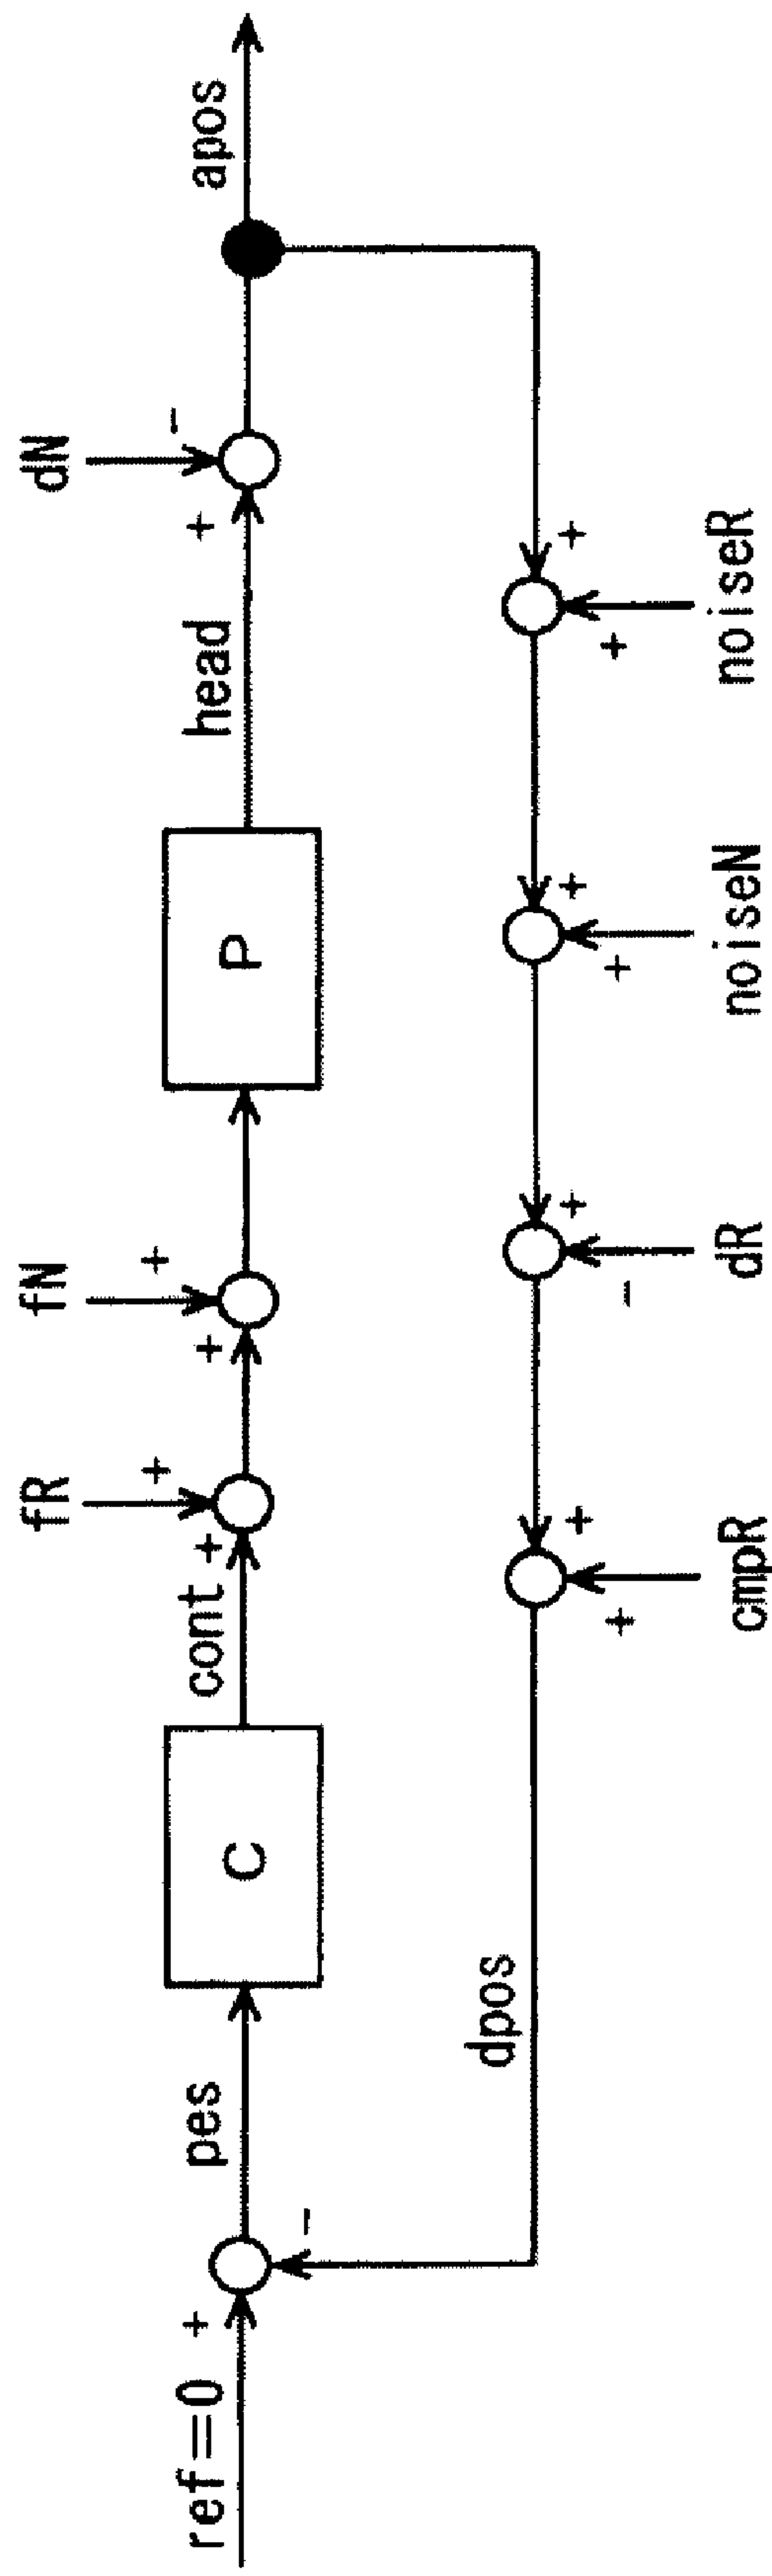 ref=0
+
-
pes
C
cont
+
fR
+
+
fN
+
P
head
+
dN
-
apos
+
noiseR
+
+
noiseN
+
+
dR
-
+
cmpR
+
dpos